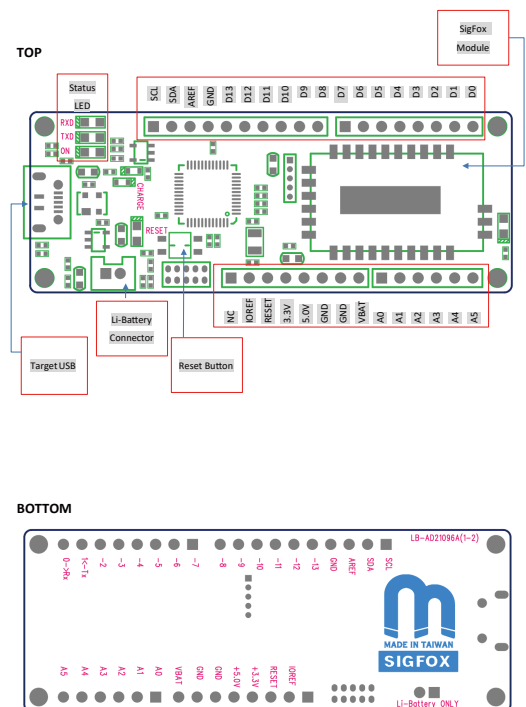 SigFox
Module
TOP
Status
LED
SCL
SDA
AREF
GND
D13
D12
D11
D10
D9
D8
D7
D6
D5
D4
D3
D2
D1
D0
RXD
TXD
ON
CHARGE
RESET
NC
IOREF
RESET
3.3V
5.0V
GND
GND
VBAT
A0
A1
A2
A3
A4
A5
Li-Battery
Connector
Target USB
Reset Button
BOTTOM
LB-AD21096A(1-2)
0->Rx
1<-Tx
-2
-3
-4
-5
-6
-7
-8
-9
-10
-11
-12
-13
GND
AREF
SDA
SCL
MADE IN TAIWAN
SIGFOX
A5
A4
A3
A2
A1
A0
VBAT
GND
GND
+5.0V
+3.3V
RESET
IOREF
Li-Battery ONLY